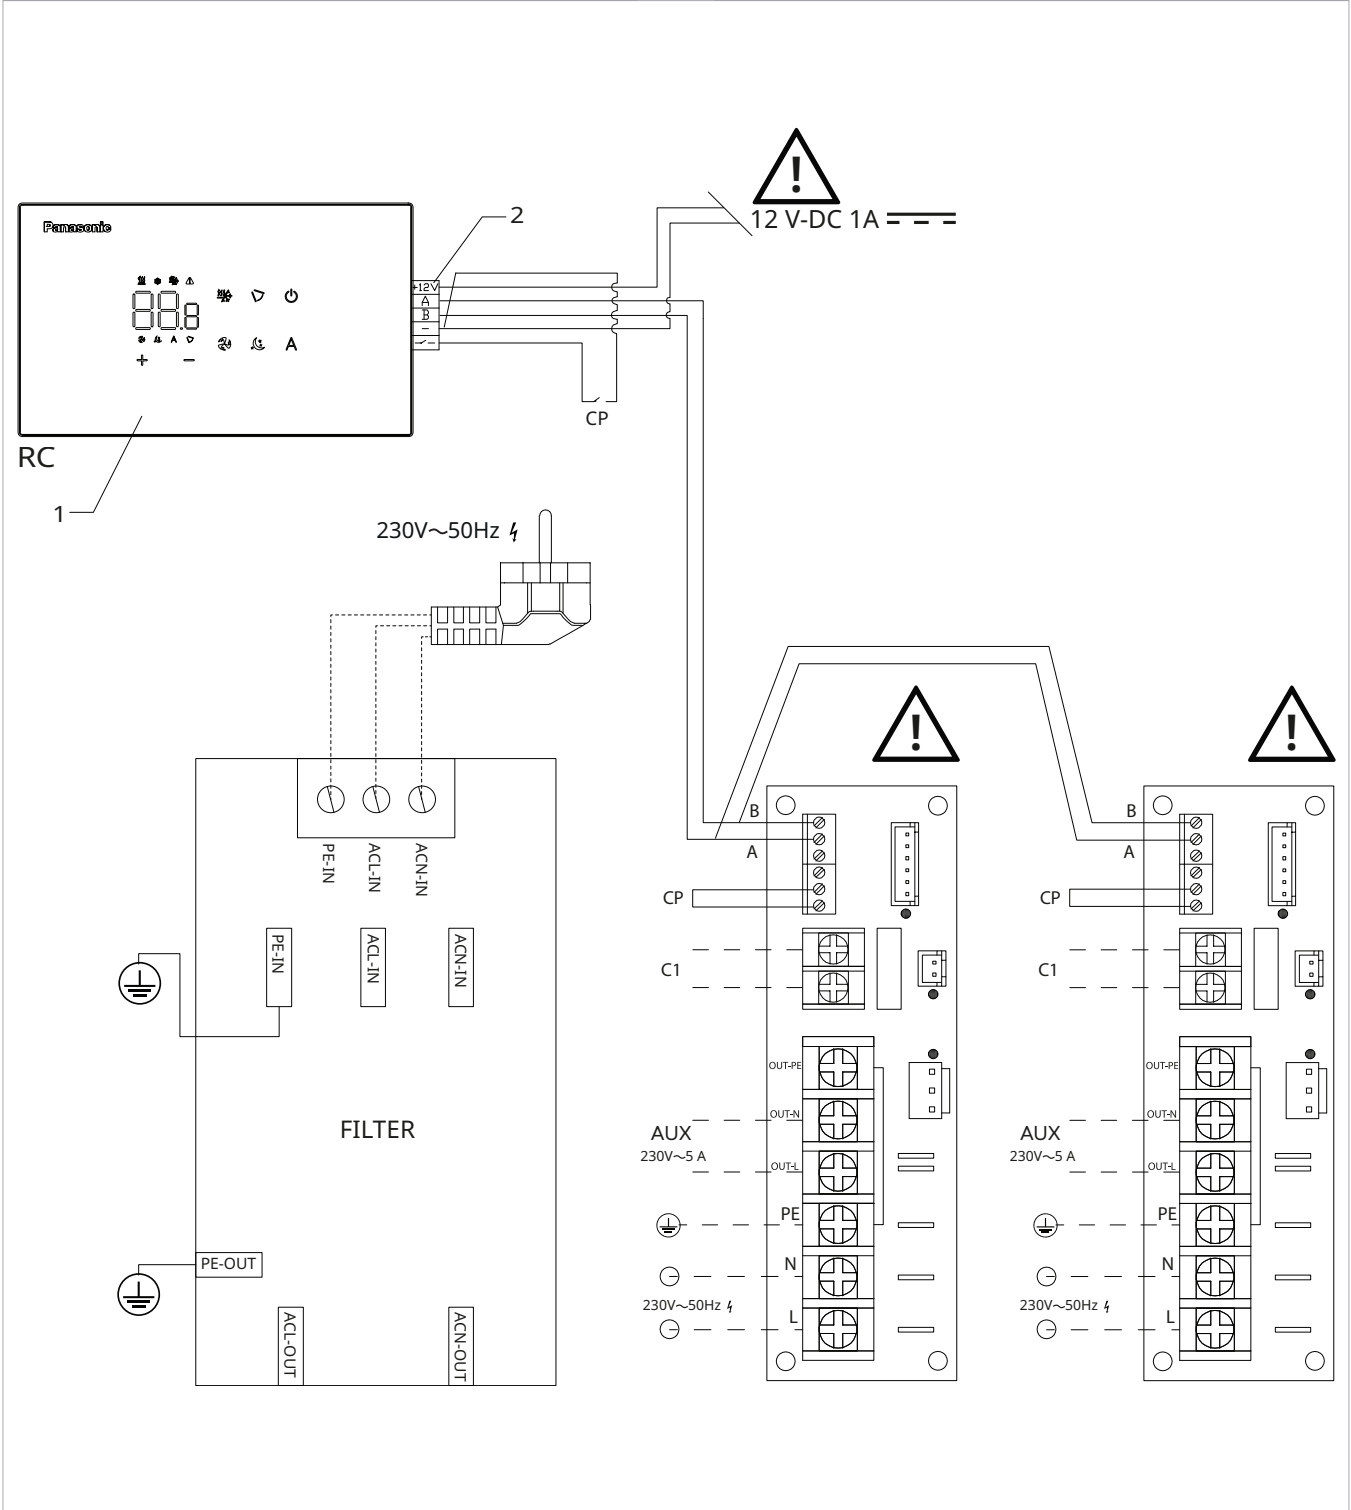 12 V-DC 1A
Panasonic
2
+12V
A
B
-
88.8
A
A
+ -
CP
RC
1
230V~50Hz
PE-IN
ACL-IN
ACN-IN
PE-IN
ACL-IN
ACN-IN
FILTER
PE-OUT
ACL-OUT
ACN-OUT
B
A
CP
C1
OUT-PE
OUT-N
AUX
230V~5 A
OUT-L
PE
N
230V~50Hz
L
B
A
CP
C1
OUT-PE
OUT-N
AUX
230V~5 A
OUT-L
PE
N
230V~50Hz
L